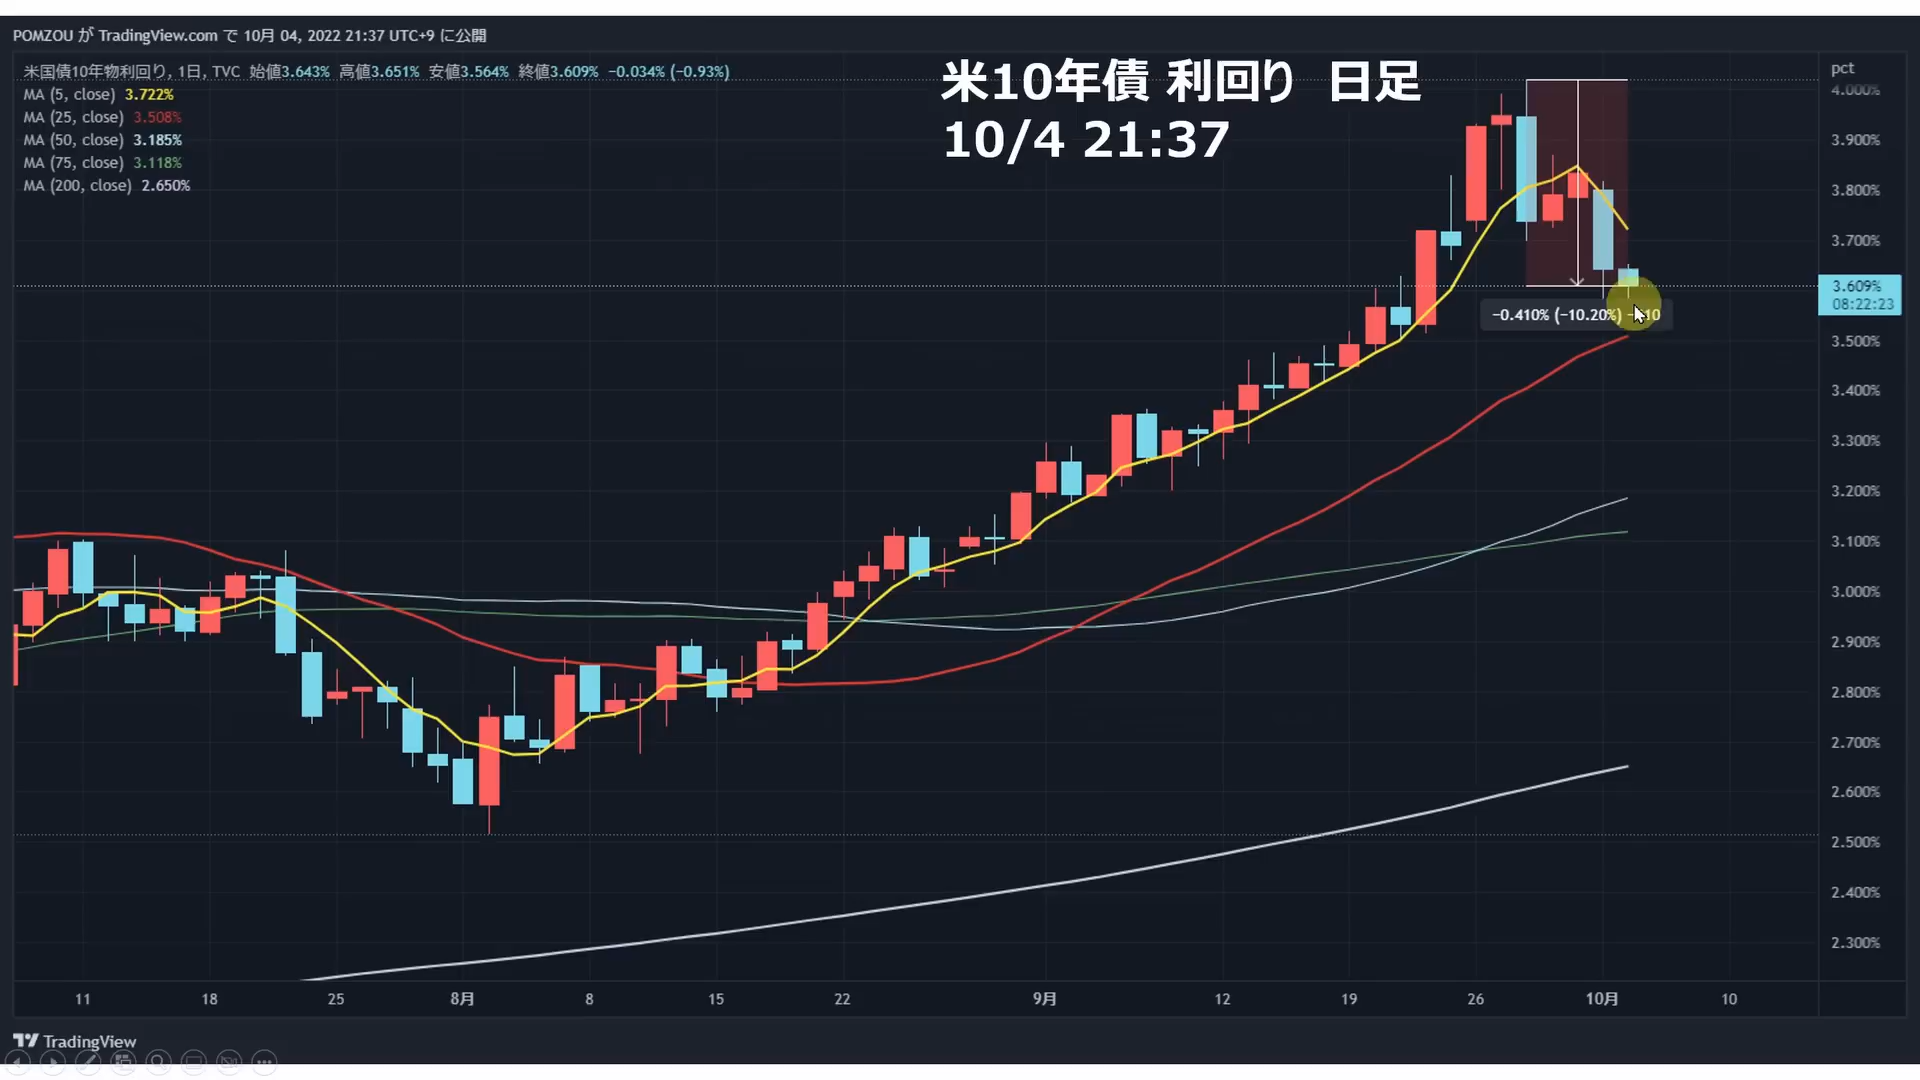 POMZOU が TradingView.com で 10月 04, 2022 21:37 UTC+9 に公開
米国債10年物利回り, 1日, TVC 始値3.643% 高値3.651% 安値3.564% 終値3.609% −0.034% (−0.93%)
MA (5, close) 3.722%
MA (25, close) 3.508%
MA (50, close) 3.185%
MA (75, close) 3.118%
MA (200, close) 2.650%
米10年債 利回り 日足
10/4 21:37
pct
4.000%
3.900%
3.800%
3.700%
3.609%
08:22:23
−0.410% (−10.20%)
3.500%
3.400%
3.300%
3.200%
3.100%
3.000%
2.900%
2.800%
2.700%
2.600%
2.500%
2.400%
2.300%
11 18 25 8月 8 15 22 9月 12 19 26 10月 10
TradingView